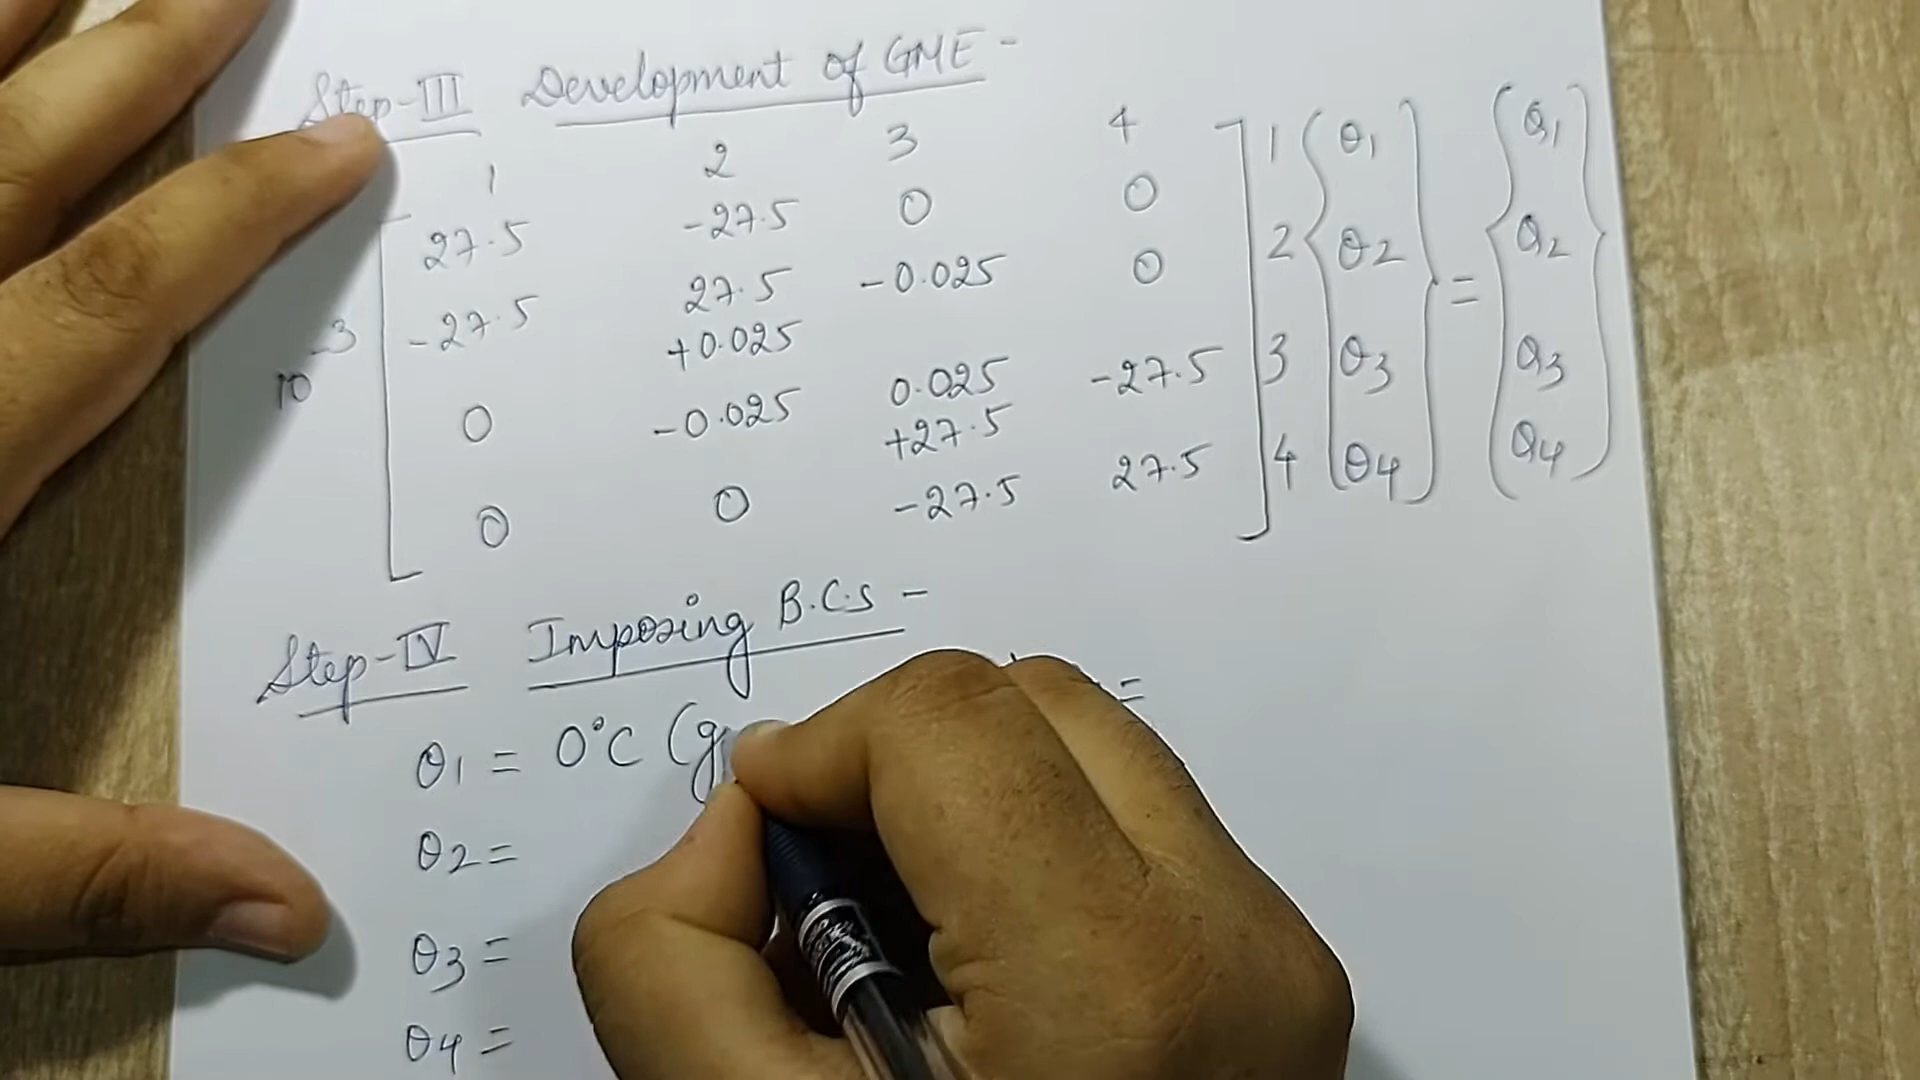 Step-III Development of GME -
1 2 3 4
27.5 -27.5 0 0 1 θ1 Q1
-27.5 27.5 -0.025 0 2 θ2 = Q2
10-3 +0.025
0 -0.025 0.025 -27.5 3 θ3 Q3
+27.5
0 0 -27.5 27.5 4 θ4 Q4
Step-IV Imposing B.C.s -
θ1 = 0°C ( =
θ2 =
θ3 =
θ4 =